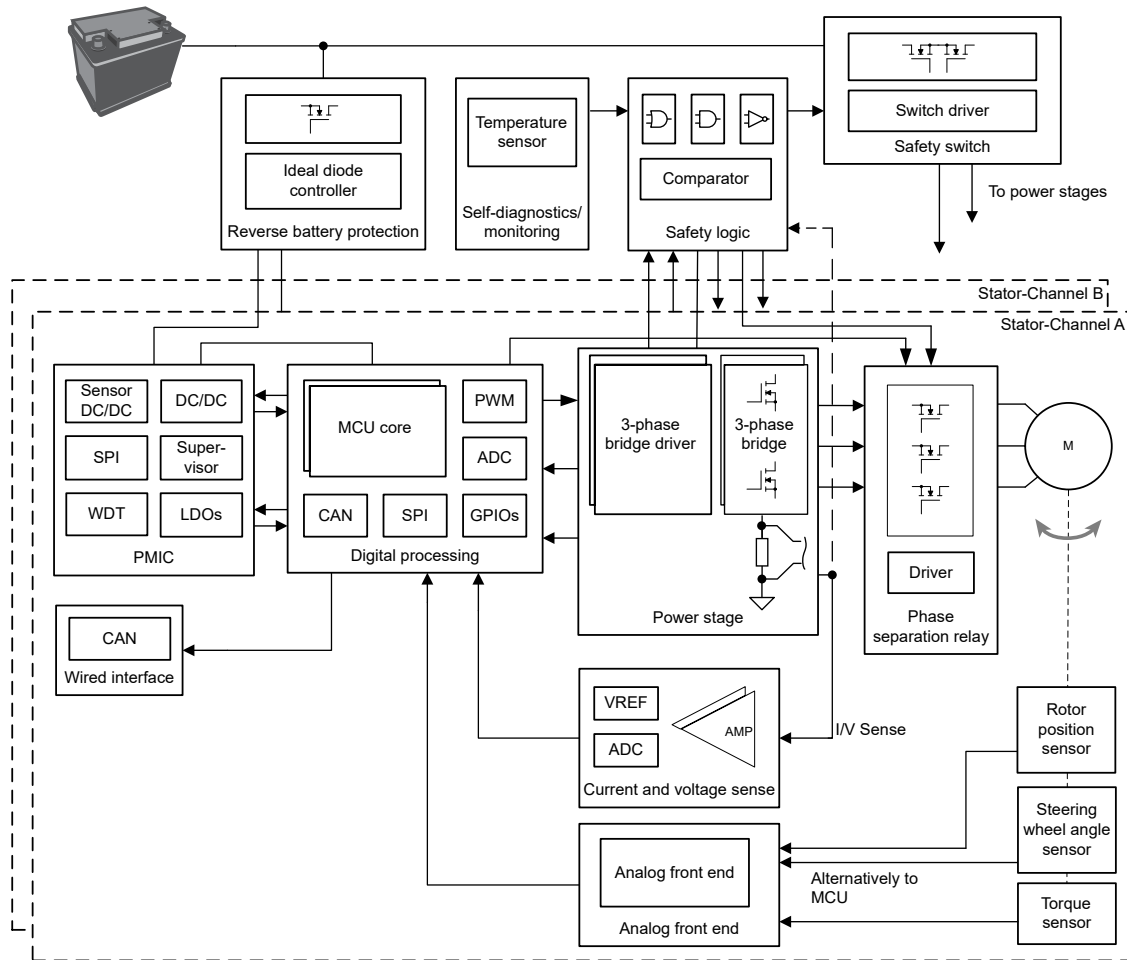 Switch driver
Safety switch
To power stages
Temperature
sensor
Self-diagnostics/
monitoring
Comparator
Safety logic
Ideal diode
controller
Reverse battery protection
Stator-Channel B
Stator-Channel A
Sensor
DC/DC
DC/DC
SPI
Super-
visor
WDT
LDOs
PMIC
MCU core
PWM
ADC
CAN
SPI
GPIOs
Digital processing
3-phase
bridge driver
3-phase
bridge
Power stage
Driver
Phase
separation relay
M
CAN
Wired interface
VREF
ADC
AMP
Current and voltage sense
I/V Sense
Rotor
position
sensor
Steering
wheel angle
sensor
Torque
sensor
Analog front end
Analog front end
Alternatively to
MCU